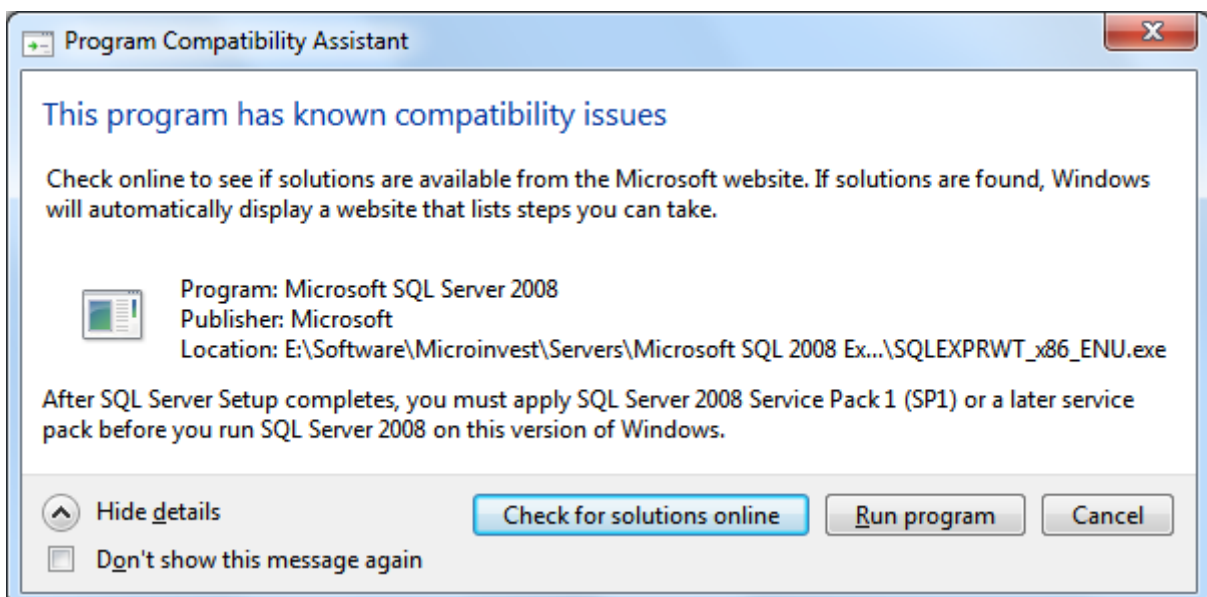 Program Compatibility Assistant
This program has known compatibility issues
Check online to see if solutions are available from the Microsoft website. If solutions are found, Windows
will automatically display a website that lists steps you can take.
Program: Microsoft SQL Server 2008
Publisher: Microsoft
Location: E:\Software\Microinvest\Servers\Microsoft SQL 2008 Ex...\SQLEXPRWT_x86_ENU.exe
After SQL Server Setup completes, you must apply SQL Server 2008 Service Pack 1 (SP1) or a later service
pack before you run SQL Server 2008 on this version of Windows.
Hide details
Check for solutions online
Run program
Cancel
Don't show this message again